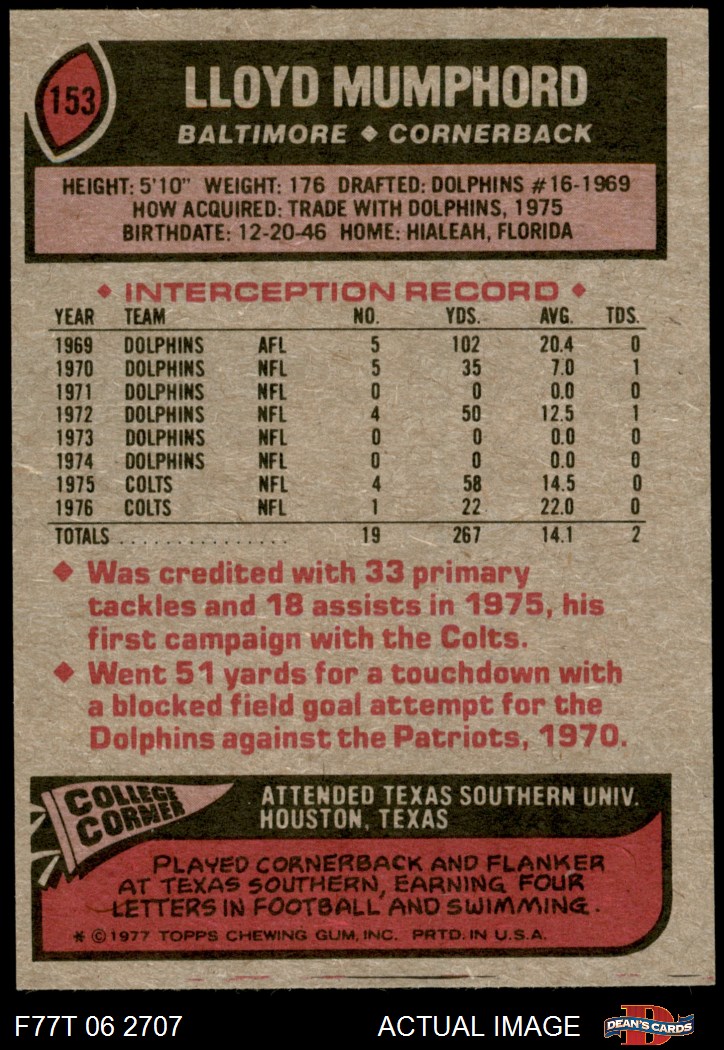 153
LLOYD MUMPHORD
BALTIMORE ◆ CORNERBACK
HEIGHT: 5'10" WEIGHT: 176 DRAFTED: DOLPHINS #16-1969
HOW ACQUIRED: TRADE WITH DOLPHINS, 1975
BIRTHDATE: 12-20-46 HOME: HIALEAH, FLORIDA
◆ INTERCEPTION RECORD ◆
YEAR TEAM NO. YDS. AVG. TDS.
1969 DOLPHINS AFL 5 102 20.4 0
1970 DOLPHINS NFL 5 35 7.0 1
1971 DOLPHINS NFL 0 0 0.0 0
1972 DOLPHINS NFL 4 50 12.5 1
1973 DOLPHINS NFL 0 0 0.0 0
1974 DOLPHINS NFL 0 0 0.0 0
1975 COLTS NFL 4 58 14.5 0
1976 COLTS NFL 1 22 22.0 0
TOTALS ............... 19 267 14.1 2
◆ Was credited with 33 primary
tackles and 18 assists in 1975, his
first campaign with the Colts.
◆ Went 51 yards for a touchdown with
a blocked field goal attempt for the
Dolphins against the Patriots, 1970.
COLLEGE
CORNER
ATTENDED TEXAS SOUTHERN UNIV.
HOUSTON, TEXAS
PLAYED CORNERBACK AND FLANKER
AT TEXAS SOUTHERN, EARNING FOUR
LETTERS IN FOOTBALL AND SWIMMING.
* © 1977 TOPPS CHEWING GUM, INC. PRTD. IN U.S.A.
F77T 06 2707 ACTUAL IMAGE
D
DEAN'S CARDS